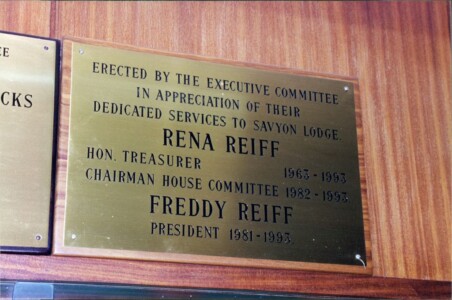 EE
CKS
ERECTED BY THE EXECUTIVE COMMITTEE
IN APPRECIATION OF THEIR
DEDICATED SERVICES TO SAVYON LODGE
RENA REIFF
HON. TREASURER 1963-1993
CHAIRMAN HOUSE COMMITTEE 1982-1993
FREDDY REIFF
PRESIDENT 1981-1993